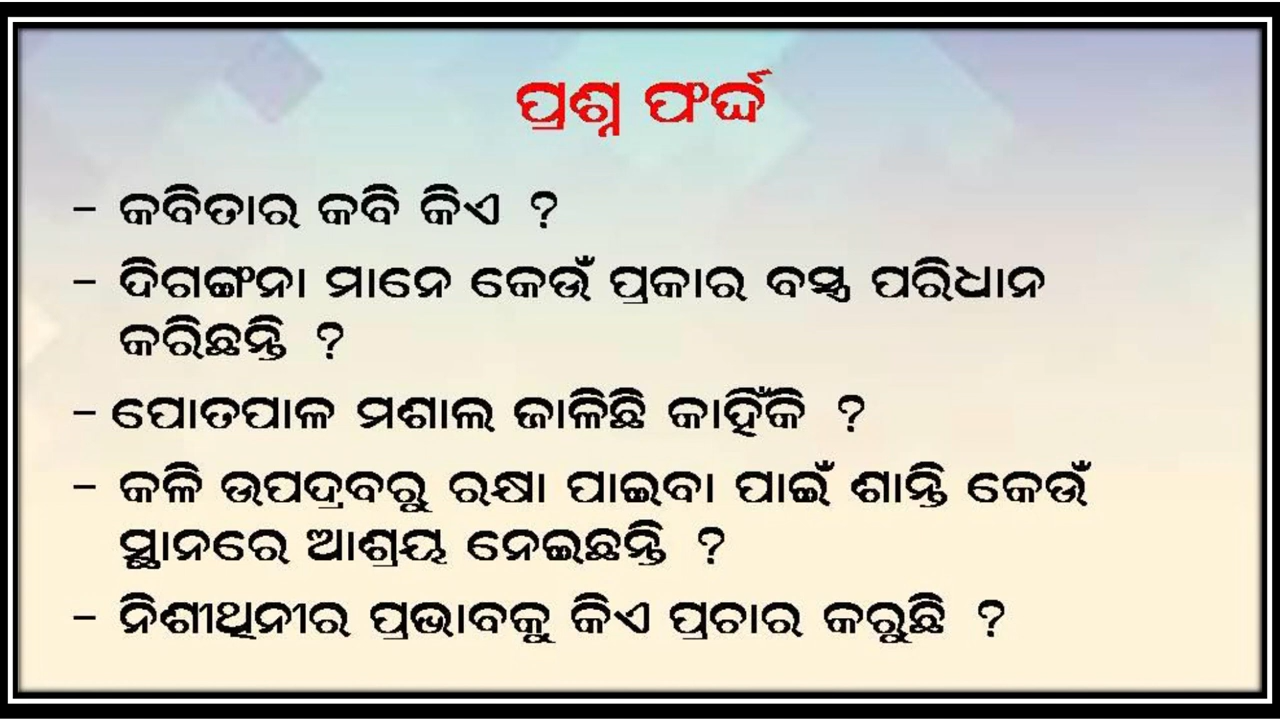 ପ୍ରଶ୍ନ ଫର୍ଦ୍ଦ
– କବିତାର କବି କିଏ ?
– ଦିଗଙ୍ଗନା ମାନେ କେଉଁ ପ୍ରକାର ବସ୍ତ୍ର ପରିଧାନ
କରିଛନ୍ତି ?
– ପୋତପାଳ ମଶାଲ ଜାଳିଛି କାହିଁକି ?
– କଳି ଉପଦ୍ରବରୁ ରକ୍ଷା ପାଇବା ପାଇଁ ଶାନ୍ତି କେଉଁ
ସ୍ଥାନରେ ଆଶ୍ରୟ ନେଇଛନ୍ତି ?
– ନିଶୀଥିନୀର ପ୍ରଭାବକୁ କିଏ ପ୍ରଚାର କରୁଛି ?